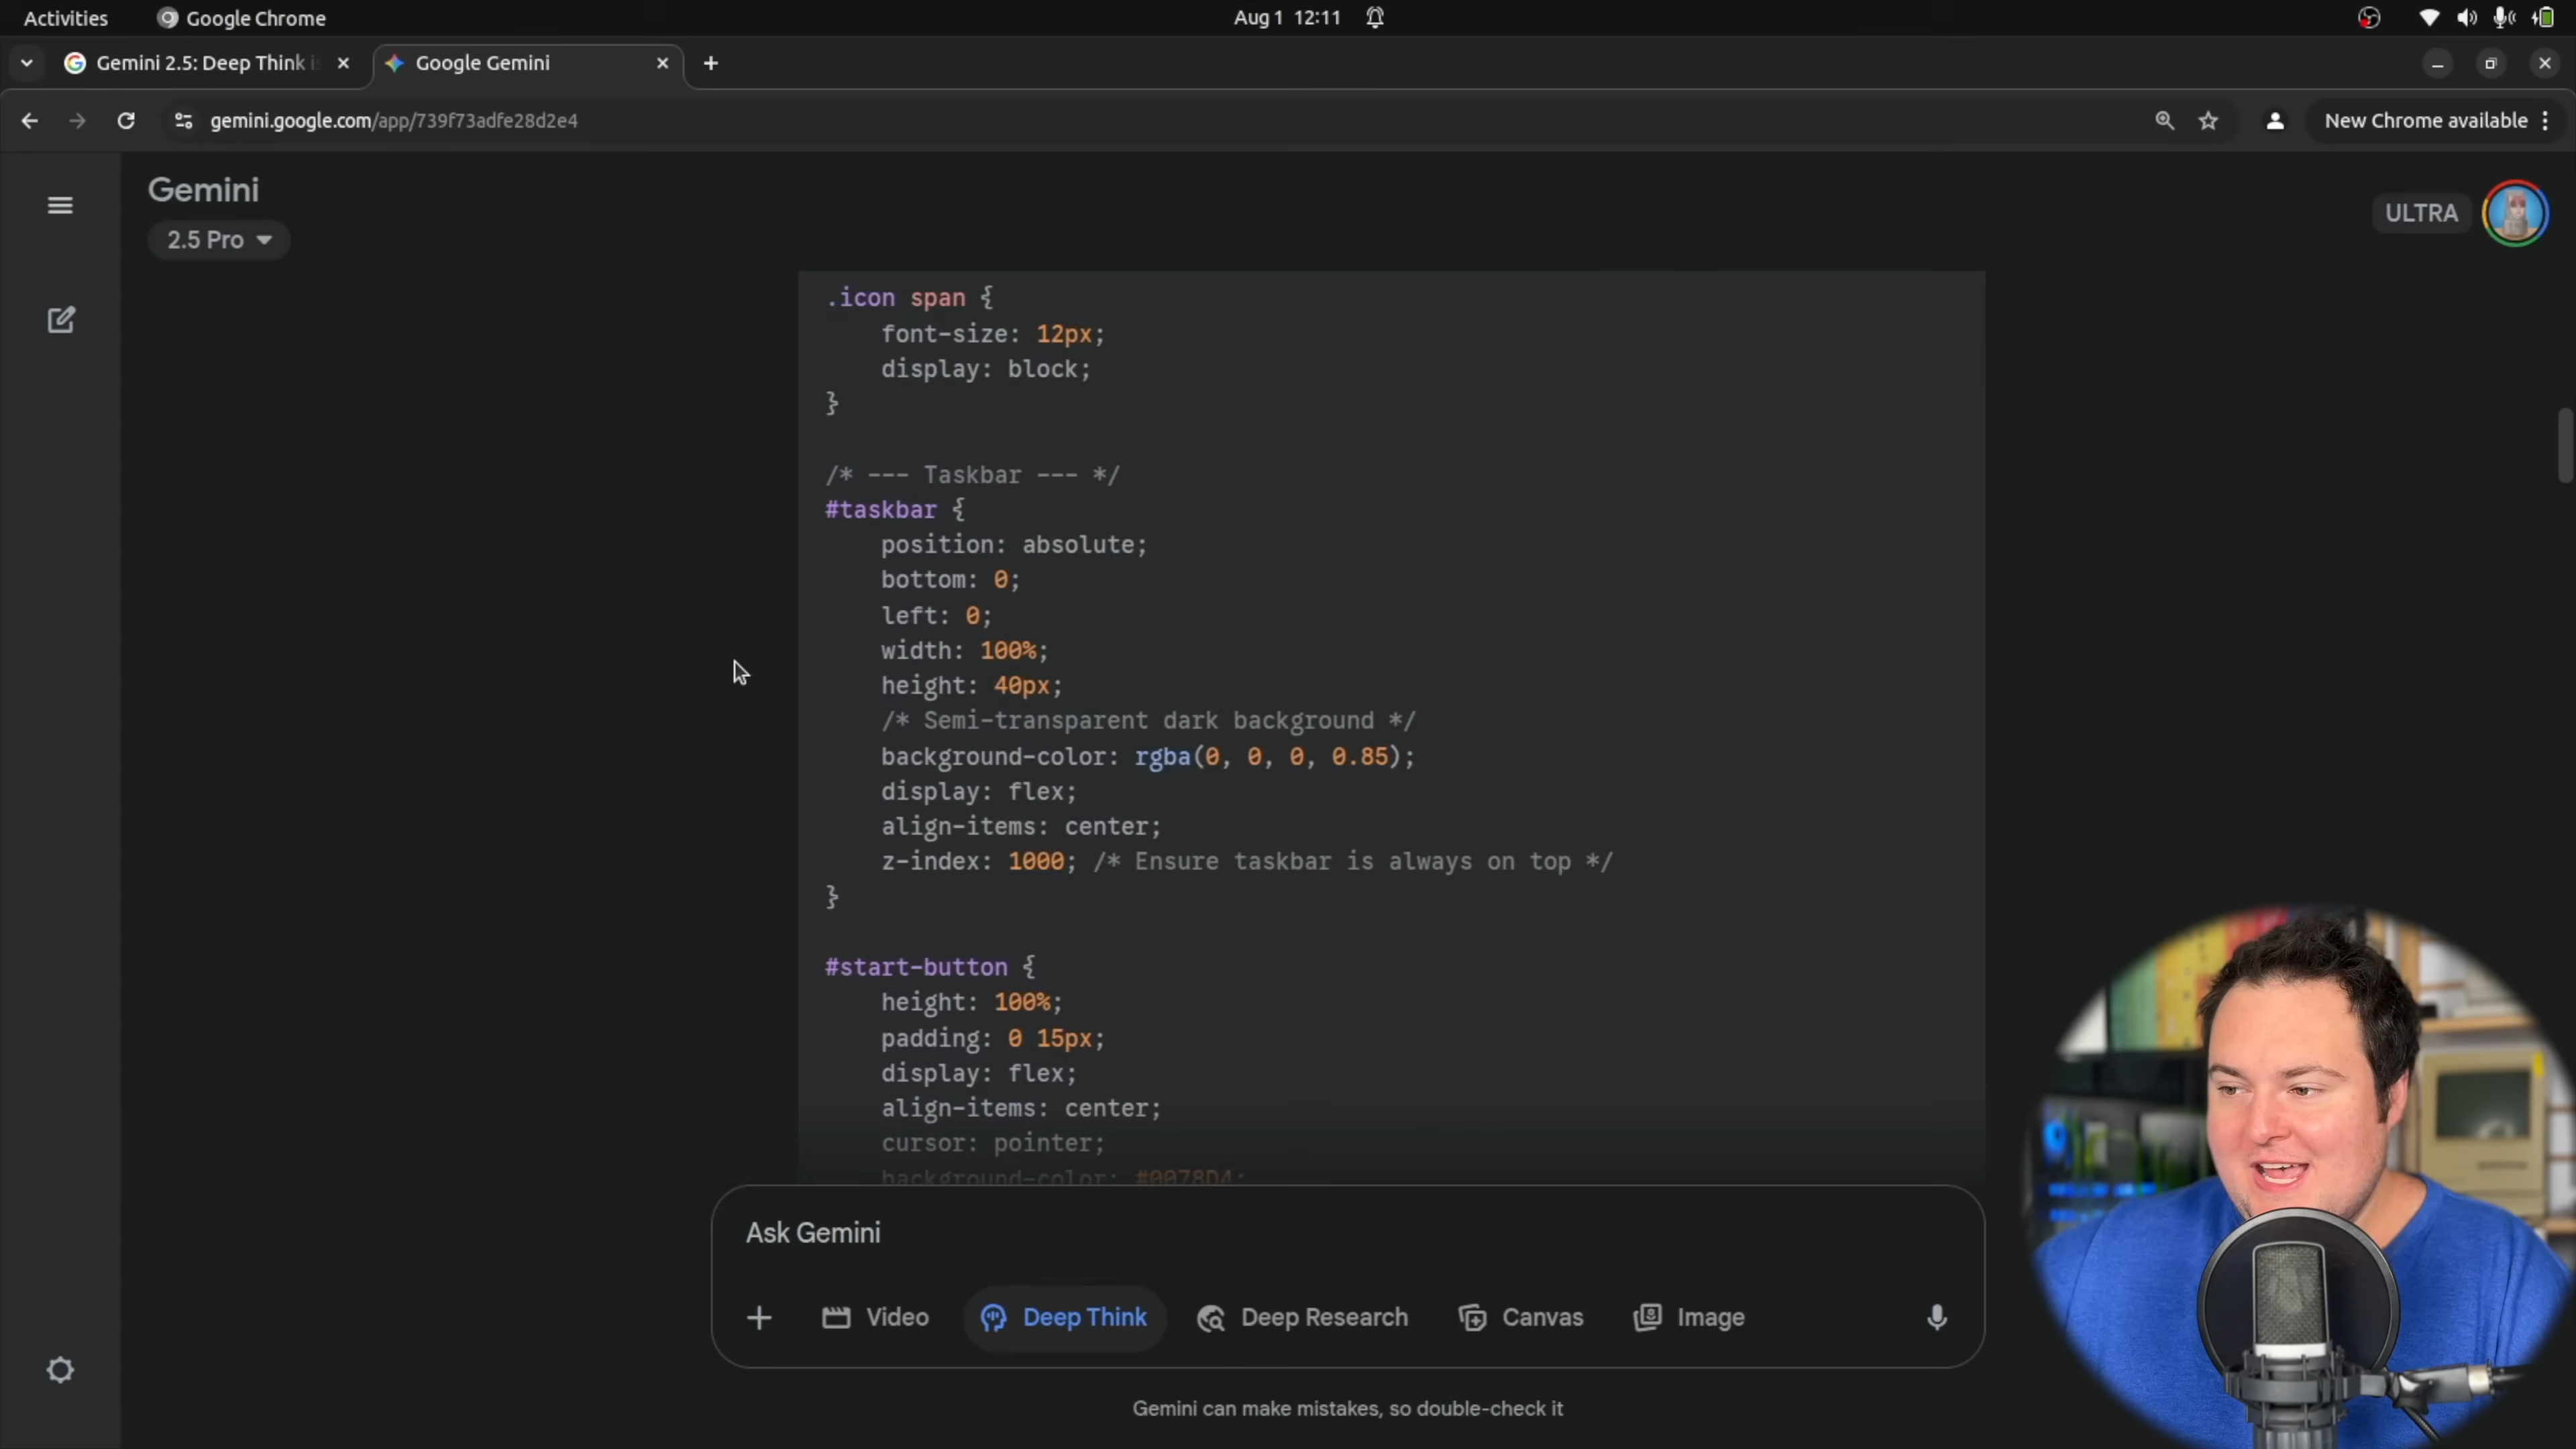 Activities Google Chrome Aug 1 12:11
Gemini 2.5: Deep Think Google Gemini
gemini.google.com/app/739f73adfe28d2e4 New Chrome available
Gemini
2.5 Pro
ULTRA
.icon span {
font-size: 12px;
display: block;
}
/* --- Taskbar --- */
#taskbar {
position: absolute;
bottom: 0;
left: 0;
width: 100%;
height: 40px;
/* Semi-transparent dark background */
background-color: rgba(0, 0, 0, 0.85);
display: flex;
align-items: center;
z-index: 1000; /* Ensure taskbar is always on top */
}
#start-button {
height: 100%;
padding: 0 15px;
display: flex;
align-items: center;
cursor: pointer;
background-color: #0078D4;
Ask Gemini
Video Deep Think Deep Research Canvas Image
Gemini can make mistakes, so double-check it